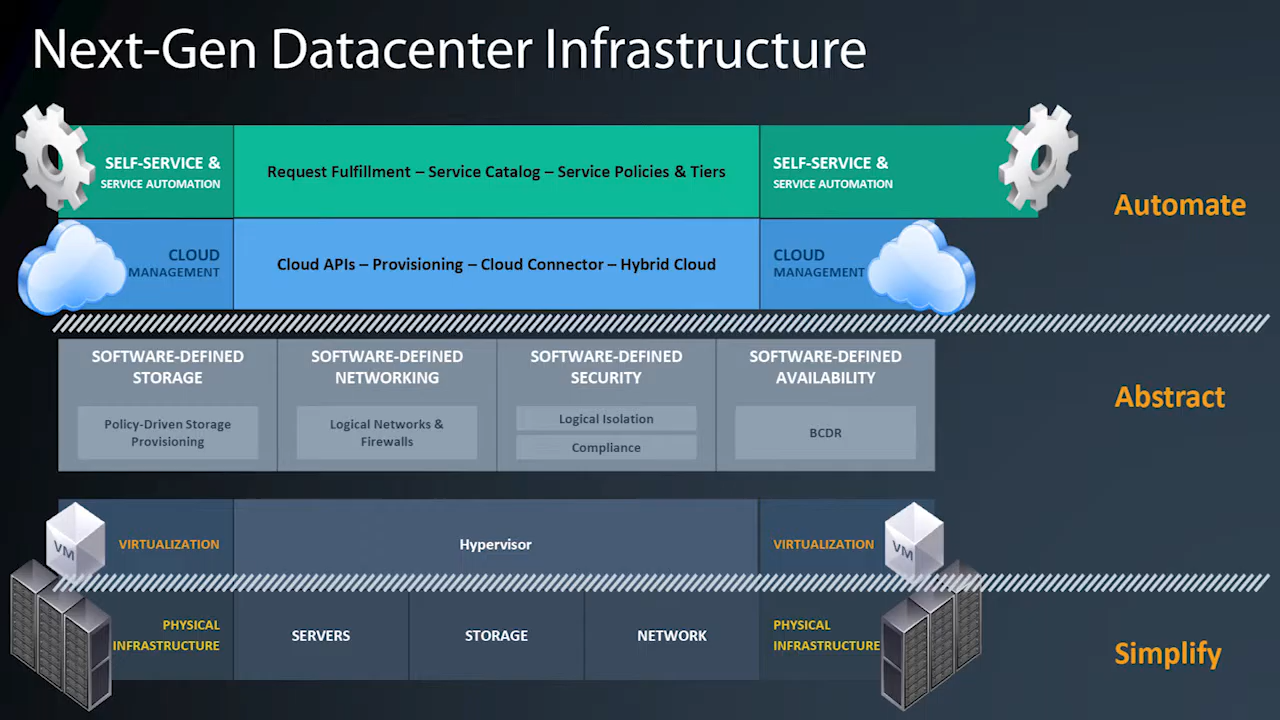 Next-Gen Datacenter Infrastructure
SELF-SERVICE &
SERVICE AUTOMATION
Request Fulfillment – Service Catalog – Service Policies & Tiers
SELF-SERVICE &
SERVICE AUTOMATION
Automate
CLOUD
MANAGEMENT
Cloud APIs – Provisioning – Cloud Connector – Hybrid Cloud
CLOUD
MANAGEMENT
SOFTWARE-DEFINED
STORAGE
Policy-Driven Storage
Provisioning
SOFTWARE-DEFINED
NETWORKING
Logical Networks &
Firewalls
SOFTWARE-DEFINED
SECURITY
Logical Isolation
Compliance
SOFTWARE-DEFINED
AVAILABILITY
BCDR
Abstract
VM
VIRTUALIZATION
Hypervisor
VIRTUALIZATION
VM
PHYSICAL
INFRASTRUCTURE
SERVERS
STORAGE
NETWORK
PHYSICAL
INFRASTRUCTURE
Simplify